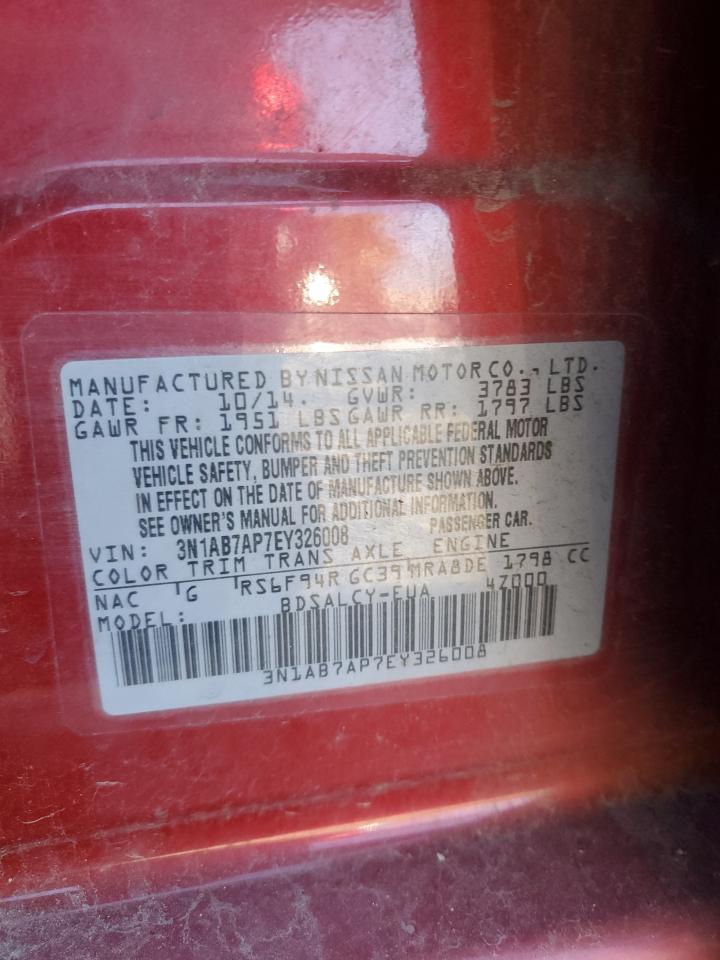 MANUFACTURED BY NISSAN MOTOR CO., LTD.
DATE: 10/14. GVWR: 3783 LBS
GAWR FR: 1951 LBS GAWR RR: 1797 LBS
THIS VEHICLE CONFORMS TO ALL APPLICABLE FEDERAL MOTOR
VEHICLE SAFETY, BUMPER AND THEFT PREVENTION STANDARDS
IN EFFECT ON THE DATE OF MANUFACTURE SHOWN ABOVE.
SEE OWNER'S MANUAL FOR ADDITIONAL INFORMATION.
PASSENGER CAR.
VIN: 3N1AB7AP7EY326008
COLOR TRIM TRANS AXLE ENGINE
NAC G RS6F94R GC39 MRA8DE 1798 CC
MODEL: BDSALCY-EUA 4Z000
3N1AB7AP7EY326008